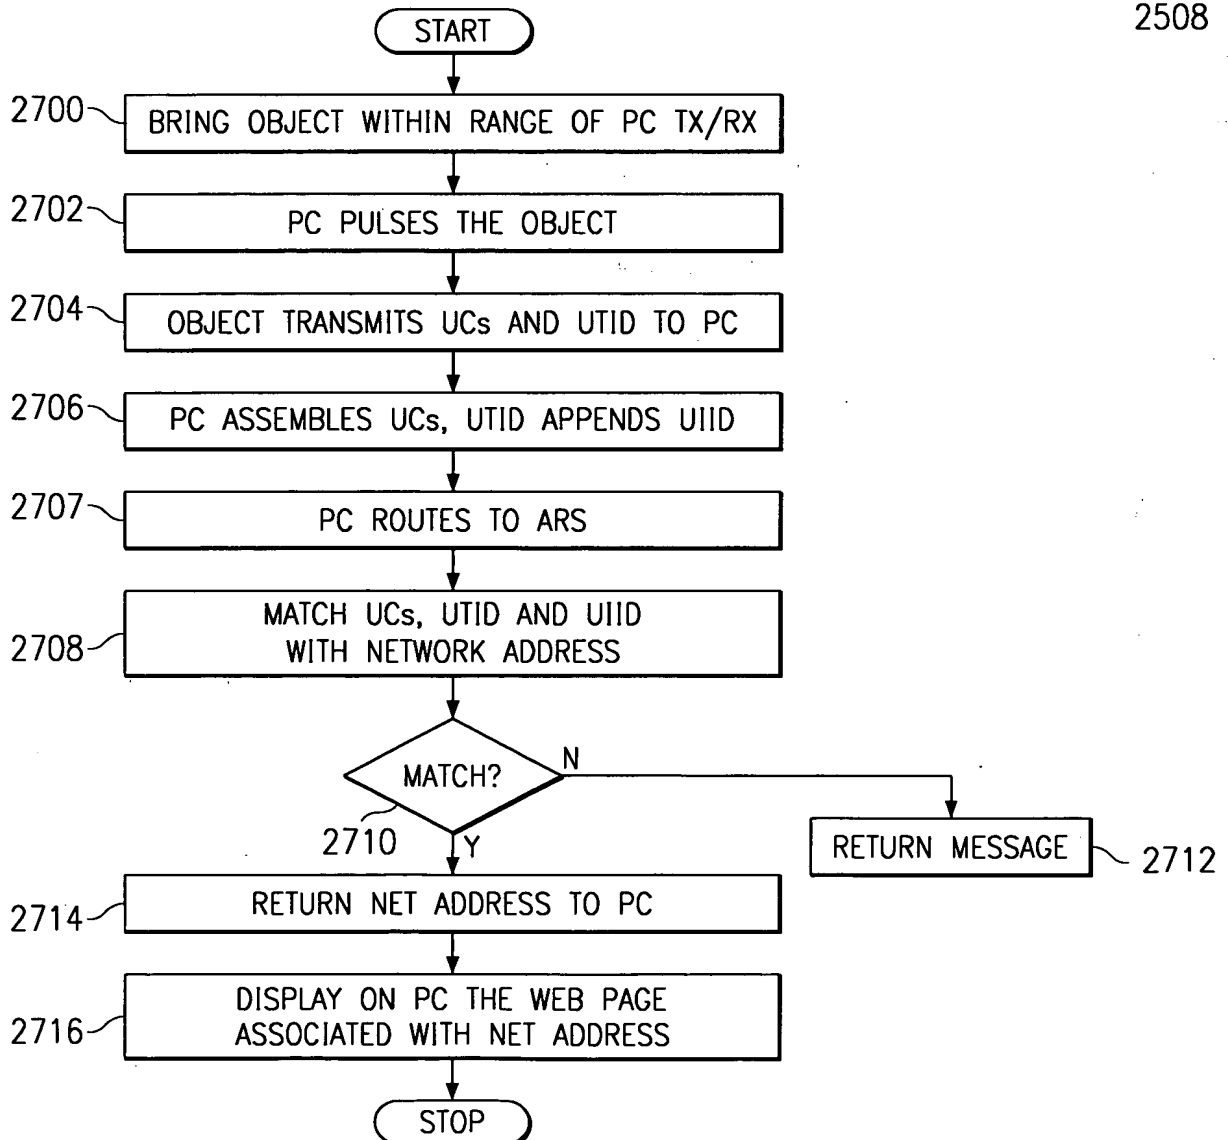 2508
START
2700
BRING OBJECT WITHIN RANGE OF PC TX/RX
2702
PC PULSES THE OBJECT
2704
OBJECT TRANSMITS UCs AND UTID TO PC
2706
PC ASSEMBLES UCs, UTID APPENDS UIID
2707
PC ROUTES TO ARS
2708
MATCH UCs, UTID AND UIID
WITH NETWORK ADDRESS
MATCH?
N
2710
Y
RETURN MESSAGE
2712
2714
RETURN NET ADDRESS TO PC
2716
DISPLAY ON PC THE WEB PAGE
ASSOCIATED WITH NET ADDRESS
STOP